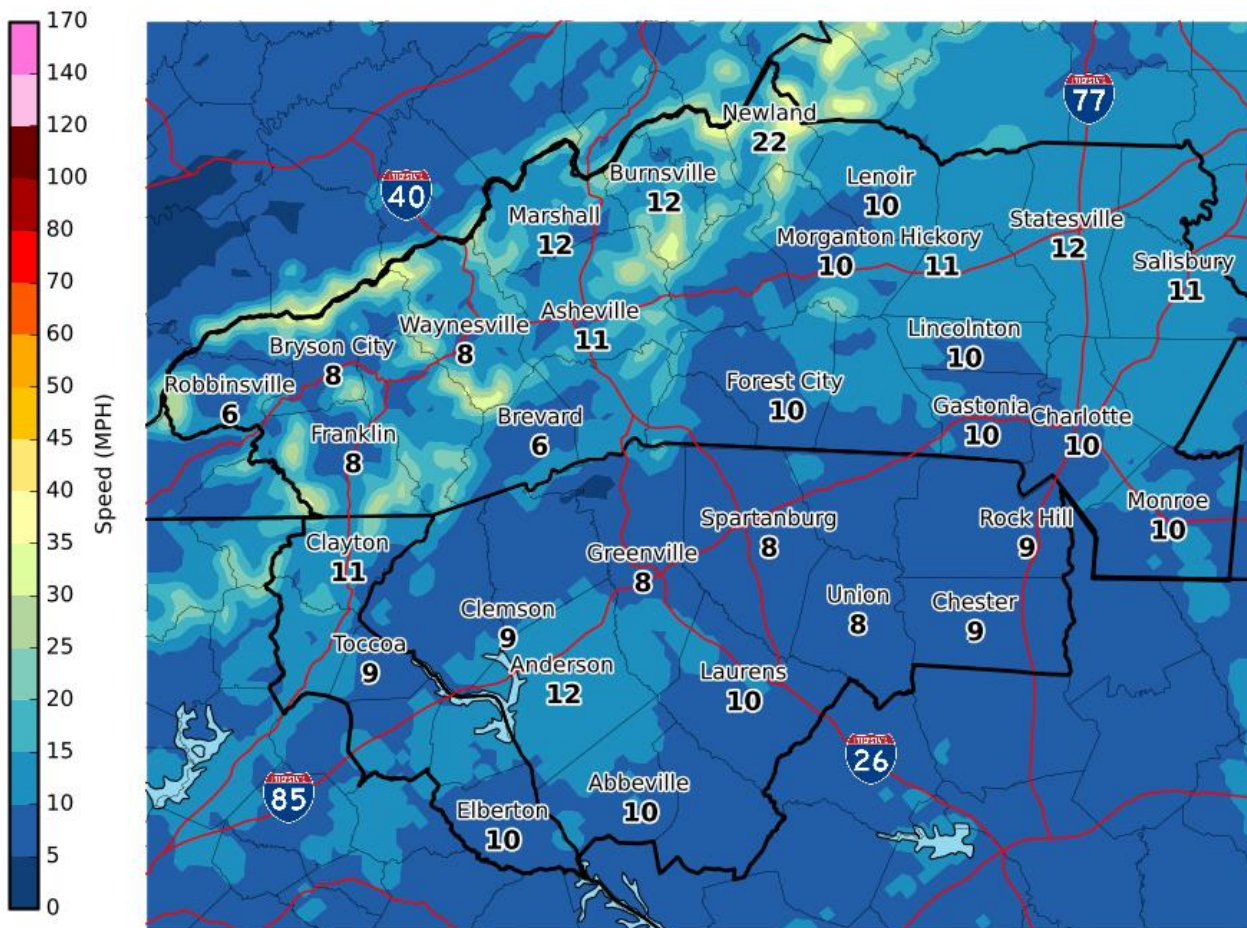 170
140
120
100
80
70
60
50
45
40
35
30
25
20
15
10
5
0
Speed (MPH)
INTERSTATE
77
Newland
22
Burnsville
12
Lenoir
10
INTERSTATE
40
Marshall
12
Statesville
12
Morganton Hickory
10 11
Salisbury
11
Asheville
11
Waynesville
8
Bryson City
8
Lincolnton
10
Robbinsville
6
Forest City
10
Brevard
6
Gastonia
10
Charlotte
10
Franklin
8
Monroe
10
Spartanburg
8
Rock Hill
9
Clayton
11
Greenville
8
Clemson
9
Union
8
Chester
9
Toccoa
9
Anderson
12
Laurens
10
INTERSTATE
26
INTERSTATE
85
Abbeville
10
Elberton
10